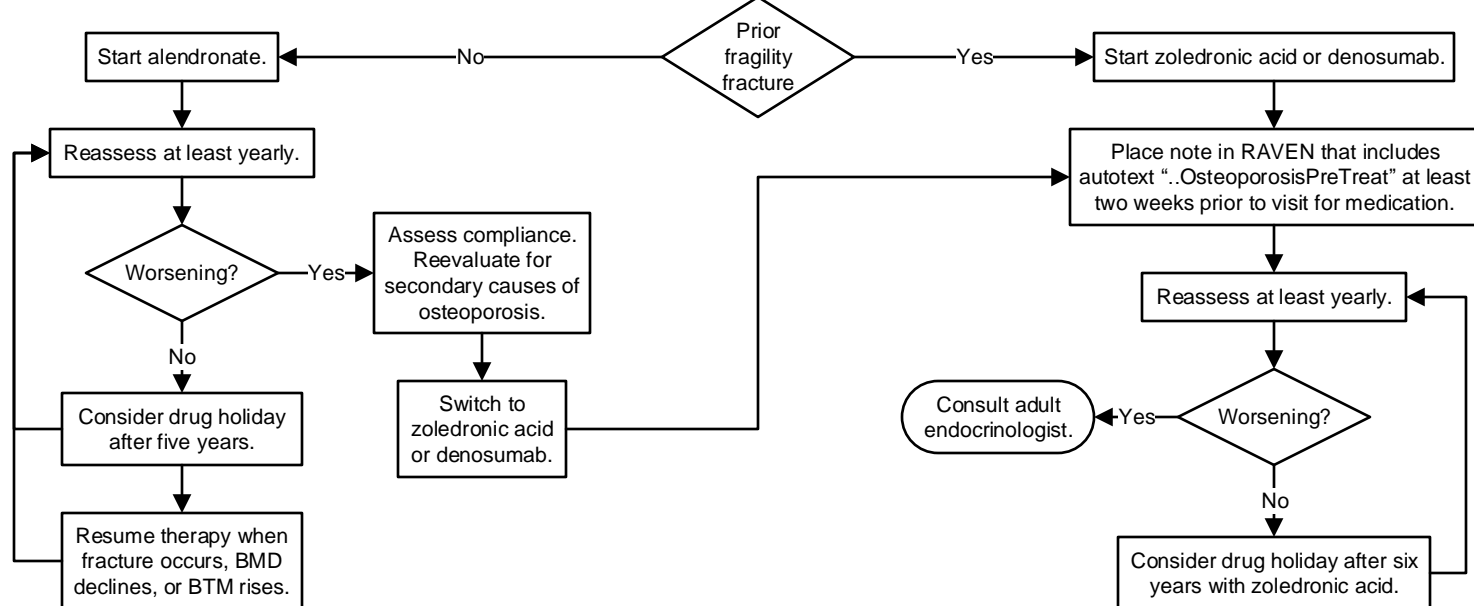 Prior
fragility
fracture
No
Yes
Start alendronate.
Reassess at least yearly.
Worsening?
Yes
No
Assess compliance.
Reevaluate for
secondary causes of
osteoporosis.
Switch to
zoledronic acid
or denosumab.
Consider drug holiday
after five years.
Resume therapy when
fracture occurs, BMD
declines, or BTM rises.
Start zoledronic acid or denosumab.
Place note in RAVEN that includes
autotext “..OsteoporosisPreTreat” at least
two weeks prior to visit for medication.
Reassess at least yearly.
Worsening?
Yes
Consult adult
endocrinologist.
No
Consider drug holiday after six
years with zoledronic acid.